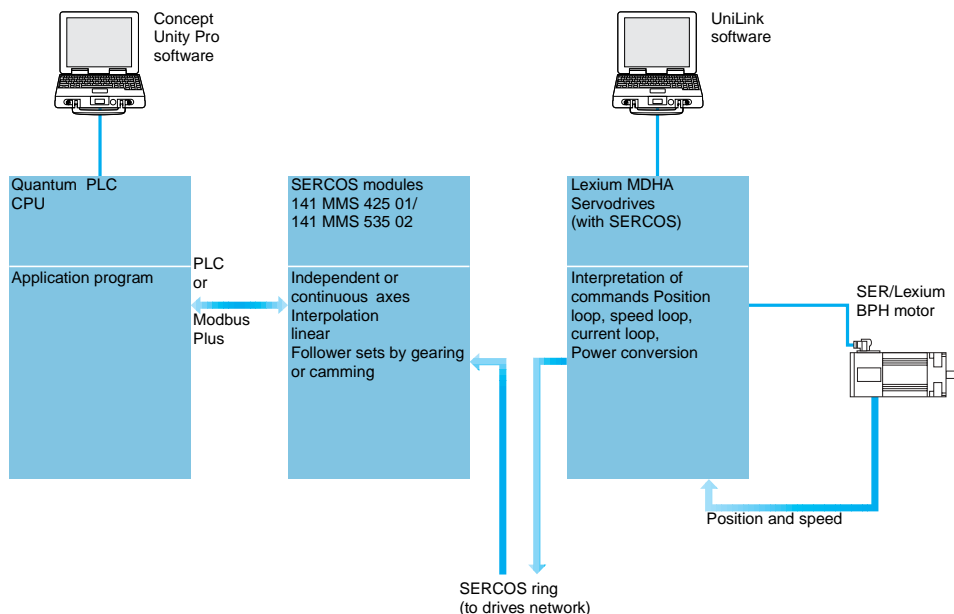 Concept
Unity Pro
software
UniLink
software
Quantum PLC
CPU
SERCOS modules
141 MMS 425 01/
141 MMS 535 02
Lexium MDHA
Servodrives
(with SERCOS)
Application program
PLC
or
Modbus
Plus
Independent or
continuous axes
Interpolation
linear
Follower sets by gearing
or camming
Interpretation of
commands Position
loop, speed loop,
current loop,
Power conversion
SER/Lexium
BPH motor
Position and speed
SERCOS ring
(to drives network)